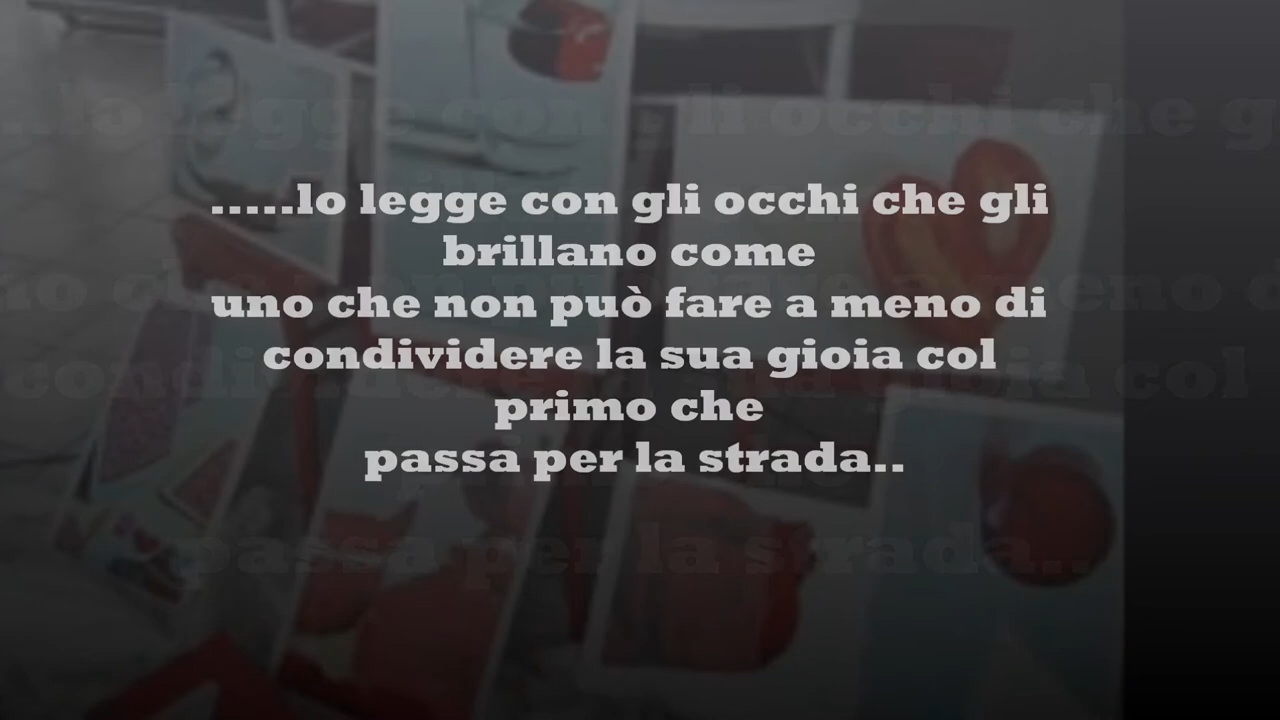 .....lo legge con gli occhi che gli
brillano come
uno che non può fare a meno di
condividere la sua gioia col
primo che
passa per la strada..